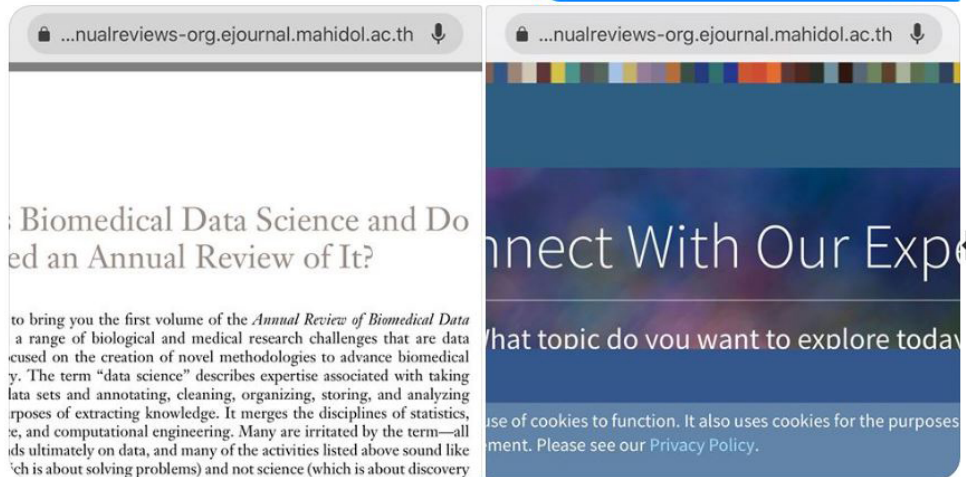 ...nualreviews-org.ejournal.mahidol.ac.th
Biomedical Data Science and Do
ed an Annual Review of It?
to bring you the first volume of the Annual Review of Biomedical Data
a range of biological and medical research challenges that are data
cused on the creation of novel methodologies to advance biomedical
y. The term “data science” describes expertise associated with taking
data sets and annotating, cleaning, organizing, storing, and analyzing
rposes of extracting knowledge. It merges the disciplines of statistics,
e, and computational engineering. Many are irritated by the term—all
ds ultimately on data, and many of the activities listed above sound like
ch is about solving problems) and not science (which is about discovery
...nualreviews-org.ejournal.mahidol.ac.th
nnect With Our Expe
What topic do you want to explore today
use of cookies to function. It also uses cookies for the purposes
ment. Please see our Privacy Policy.